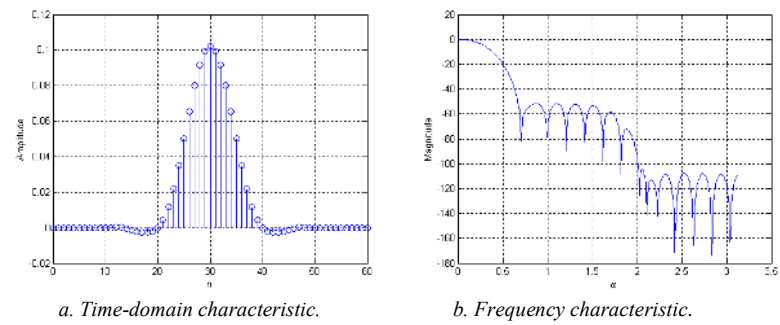 0.12
0.1
0.08
0.06
0.04
0.02
0
-0.02
Amplitude
0 10 20 30 40 50 60
n
a. Time-domain characteristic.
20
0
-20
-40
-60
-80
-100
-120
-140
-160
-180
Magnitude
0 0.5 1 1.5 2 2.5 3 3.5
α
b. Frequency characteristic.